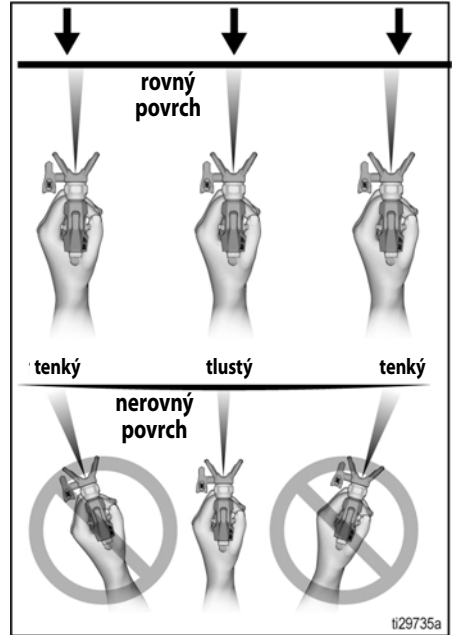 rovný
povrch
tenký
tlustý
tenký
nerovný
povrch
ti29735a